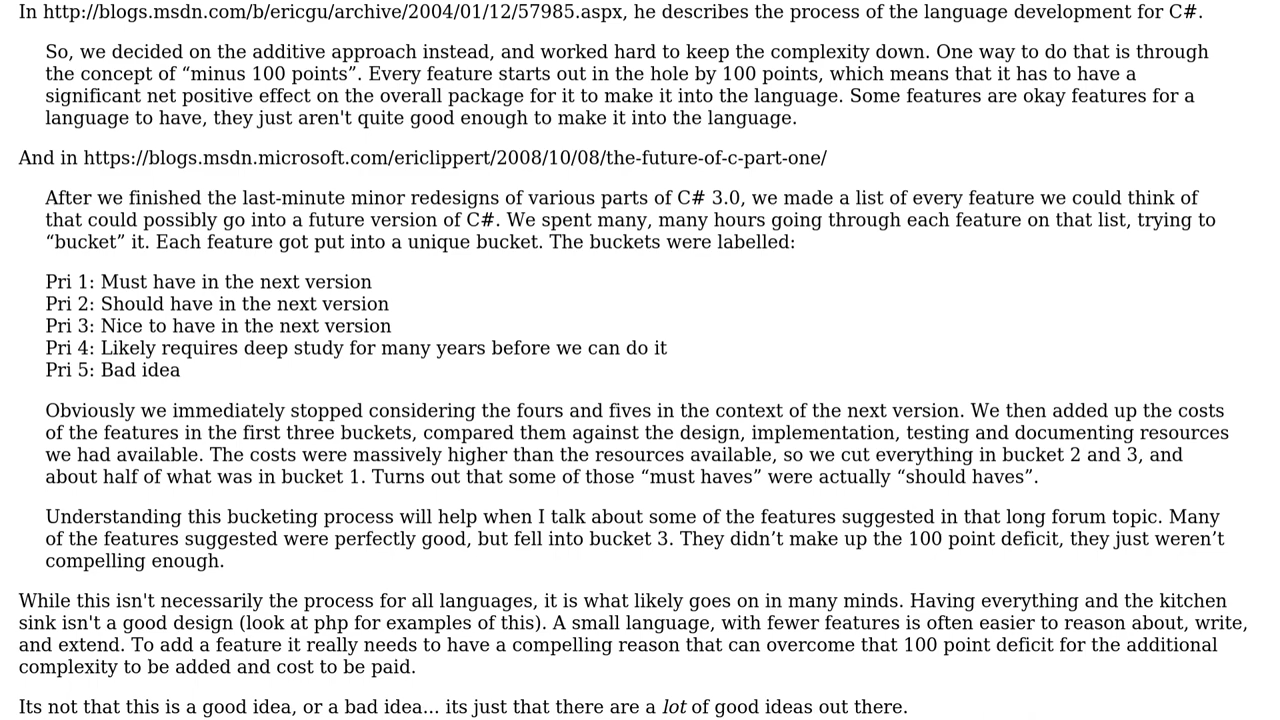 In http://blogs.msdn.com/b/ericgu/archive/2004/01/12/57985.aspx, he describes the process of the language development for C#.
So, we decided on the additive approach instead, and worked hard to keep the complexity down. One way to do that is through
the concept of “minus 100 points”. Every feature starts out in the hole by 100 points, which means that it has to have a
significant net positive effect on the overall package for it to make it into the language. Some features are okay features for a
language to have, they just aren't quite good enough to make it into the language.
And in https://blogs.msdn.microsoft.com/ericlippert/2008/10/08/the-future-of-c-part-one/
After we finished the last-minute minor redesigns of various parts of C# 3.0, we made a list of every feature we could think of
that could possibly go into a future version of C#. We spent many, many hours going through each feature on that list, trying to
“bucket” it. Each feature got put into a unique bucket. The buckets were labelled:
Pri 1: Must have in the next version
Pri 2: Should have in the next version
Pri 3: Nice to have in the next version
Pri 4: Likely requires deep study for many years before we can do it
Pri 5: Bad idea
Obviously we immediately stopped considering the fours and fives in the context of the next version. We then added up the costs
of the features in the first three buckets, compared them against the design, implementation, testing and documenting resources
we had available. The costs were massively higher than the resources available, so we cut everything in bucket 2 and 3, and
about half of what was in bucket 1. Turns out that some of those “must haves” were actually “should haves”.
Understanding this bucketing process will help when I talk about some of the features suggested in that long forum topic. Many
of the features suggested were perfectly good, but fell into bucket 3. They didn’t make up the 100 point deficit, they just weren’t
compelling enough.
While this isn't necessarily the process for all languages, it is what likely goes on in many minds. Having everything and the kitchen
sink isn't a good design (look at php for examples of this). A small language, with fewer features is often easier to reason about, write,
and extend. To add a feature it really needs to have a compelling reason that can overcome that 100 point deficit for the additional
complexity to be added and cost to be paid.
Its not that this is a good idea, or a bad idea... its just that there are a lot of good ideas out there.